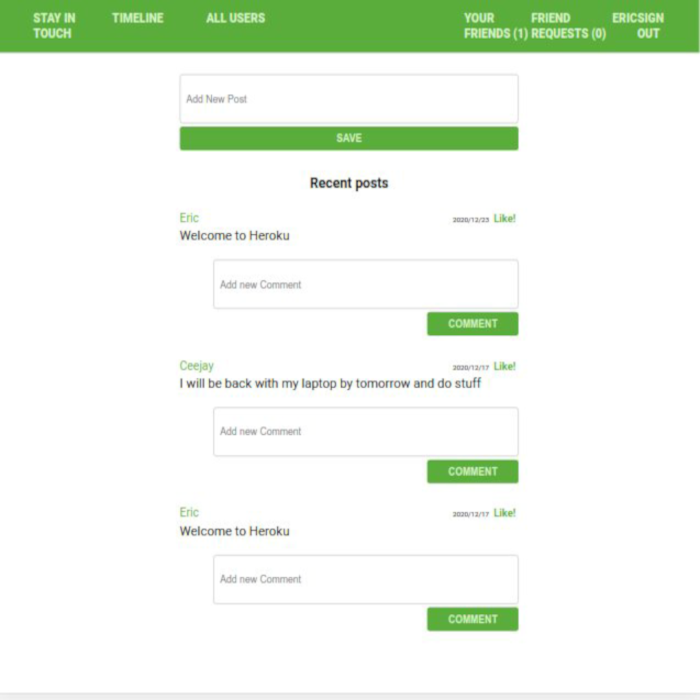 STAY IN TOUCH
TIMELINE
ALL USERS
YOUR FRIENDS (1)
FRIEND REQUESTS (0)
ERICSIGN OUT
Add New Post
SAVE
Recent posts
Eric 2020/12/23 Like!
Welcome to Heroku
Add new Comment
COMMENT
Ceejay 2020/12/17 Like!
I will be back with my laptop by tomorrow and do stuff
Add new Comment
COMMENT
Eric 2020/12/17 Like!
Welcome to Heroku
Add new Comment
COMMENT